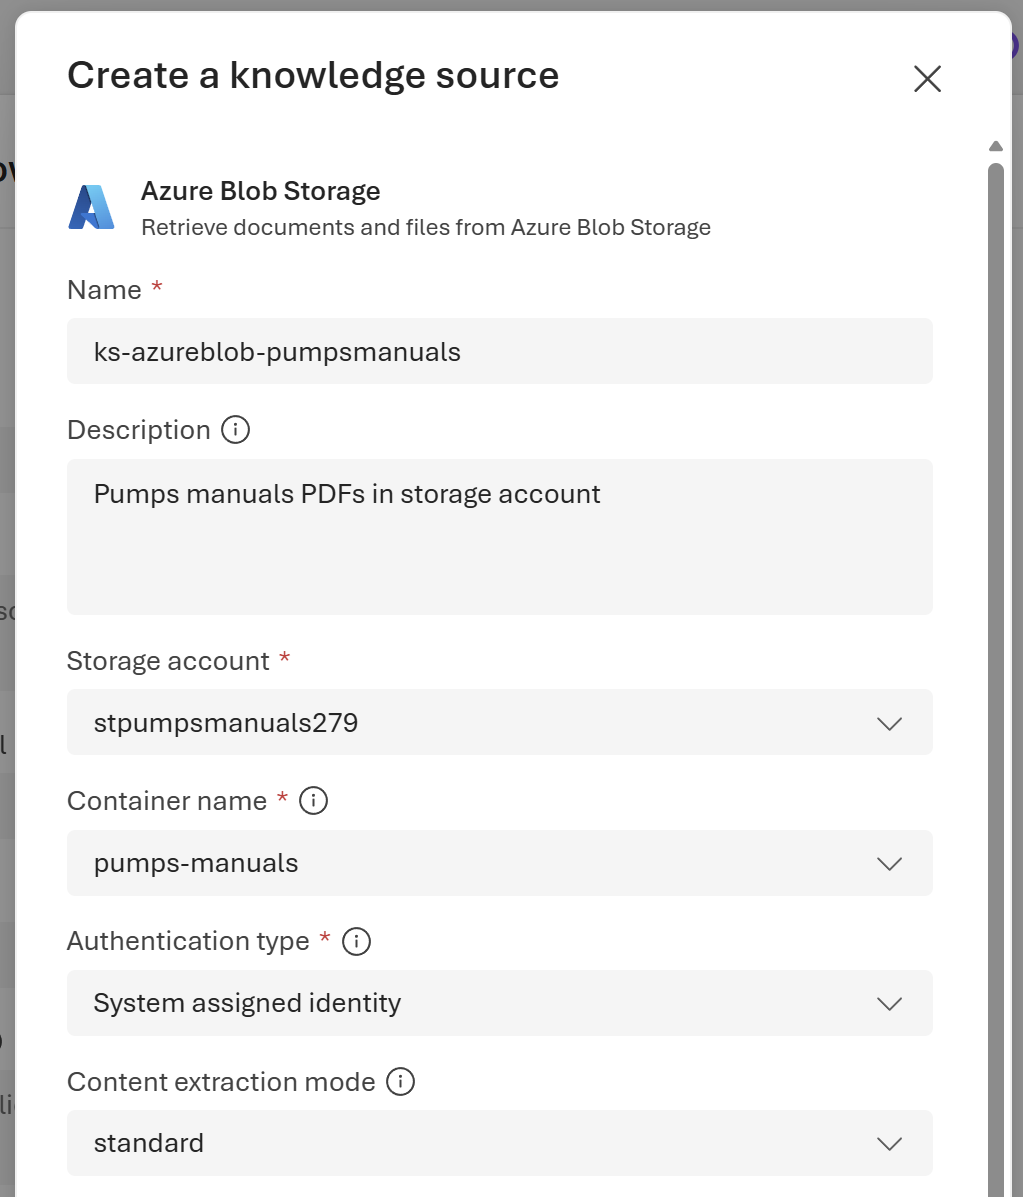 Create a knowledge source
Azure Blob Storage
Retrieve documents and files from Azure Blob Storage
Name *
ks-azureblob-pumpsmanuals
Description
Pumps manuals PDFs in storage account
Storage account *
stpumpsmanuals279
Container name *
pumps-manuals
Authentication type *
System assigned identity
Content extraction mode
standard